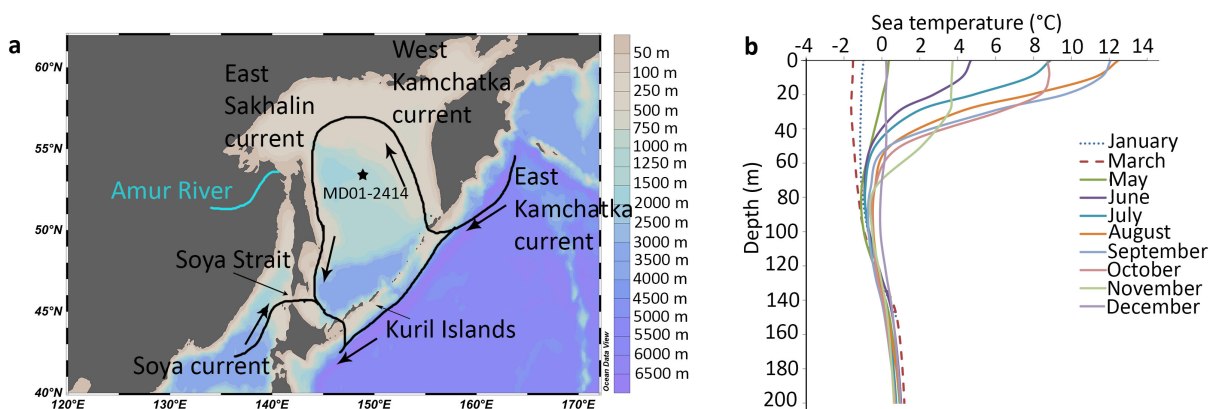 a
60°N
55°N
50°N
45°N
40°N
120°E
130°E
140°E
150°E
160°E
170°E
East
Sakhalin
current
West
Kamchatka
current
Amur River
MD01-2414
East
Kamchatka
current
Soya Strait
Kuril Islands
Soya current
Ocean Data View
50 m
100 m
250 m
500 m
750 m
1000 m
1250 m
1500 m
2000 m
2500 m
3000 m
3500 m
4000 m
4500 m
5000 m
5500 m
6000 m
6500 m
b
Sea temperature (°C)
-4 -2 0 2 4 6 8 10 12 14
Depth (m)
0
20
40
60
80
100
120
140
160
180
200
January
March
May
June
July
August
September
October
November
December